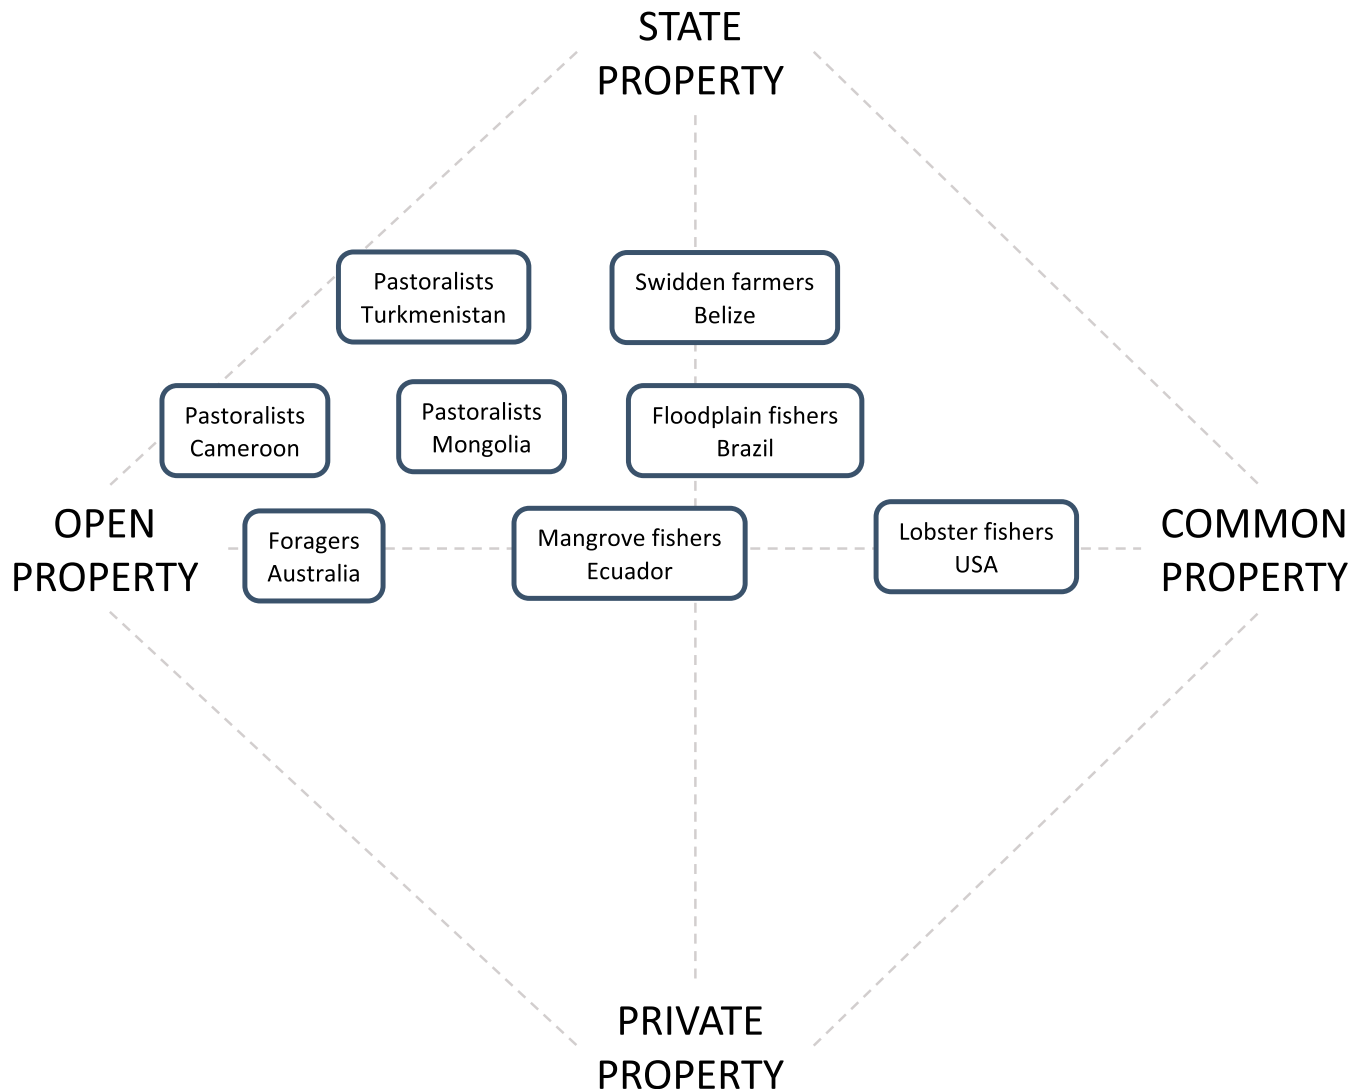 STATE
PROPERTY
Pastoralists
Turkmenistan
Swidden farmers
Belize
Pastoralists
Cameroon
Pastoralists
Mongolia
Floodplain fishers
Brazil
OPEN
PROPERTY
Foragers
Australia
Mangrove fishers
Ecuador
Lobster fishers
USA
COMMON
PROPERTY
PRIVATE
PROPERTY